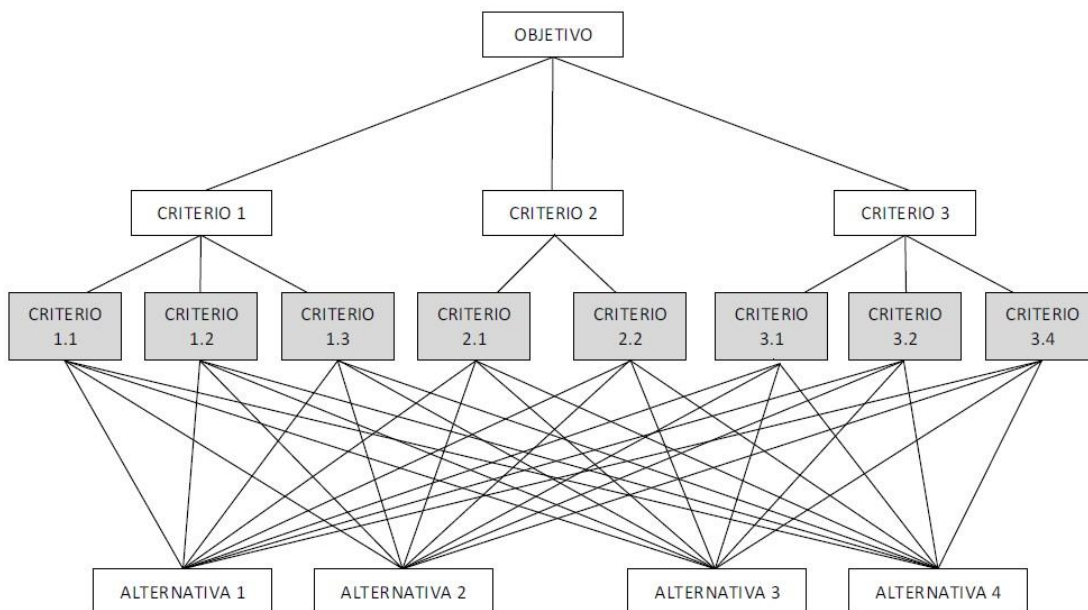 OBJETIVO
CRITERIO 1
CRITERIO 2
CRITERIO 3
CRITERIO
1.1
CRITERIO
1.2
CRITERIO
1.3
CRITERIO
2.1
CRITERIO
2.2
CRITERIO
3.1
CRITERIO
3.2
CRITERIO
3.4
ALTERNATIVA 1
ALTERNATIVA 2
ALTERNATIVA 3
ALTERNATIVA 4